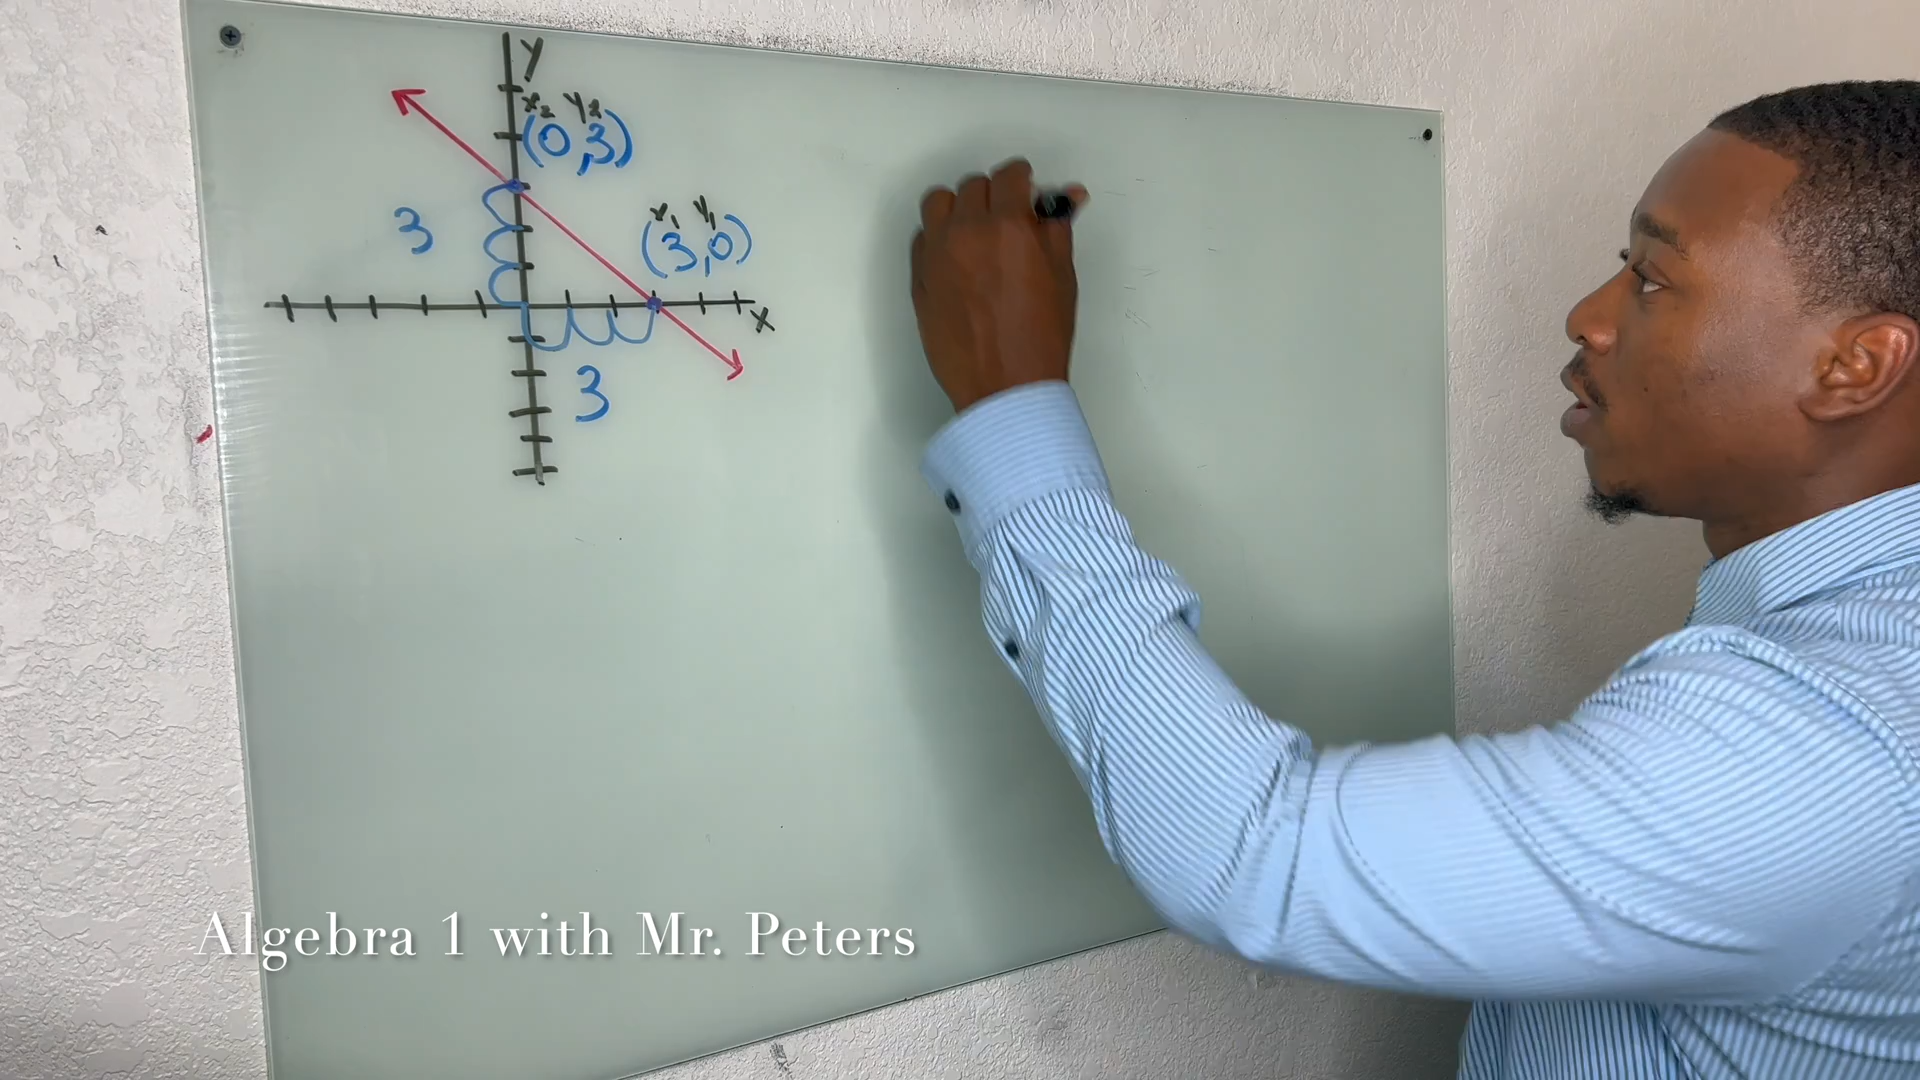 Y
x₂ y₂
(0,3)
x₁ y₁
3
(3,0)
x
3
Algebra 1 with Mr. Peters